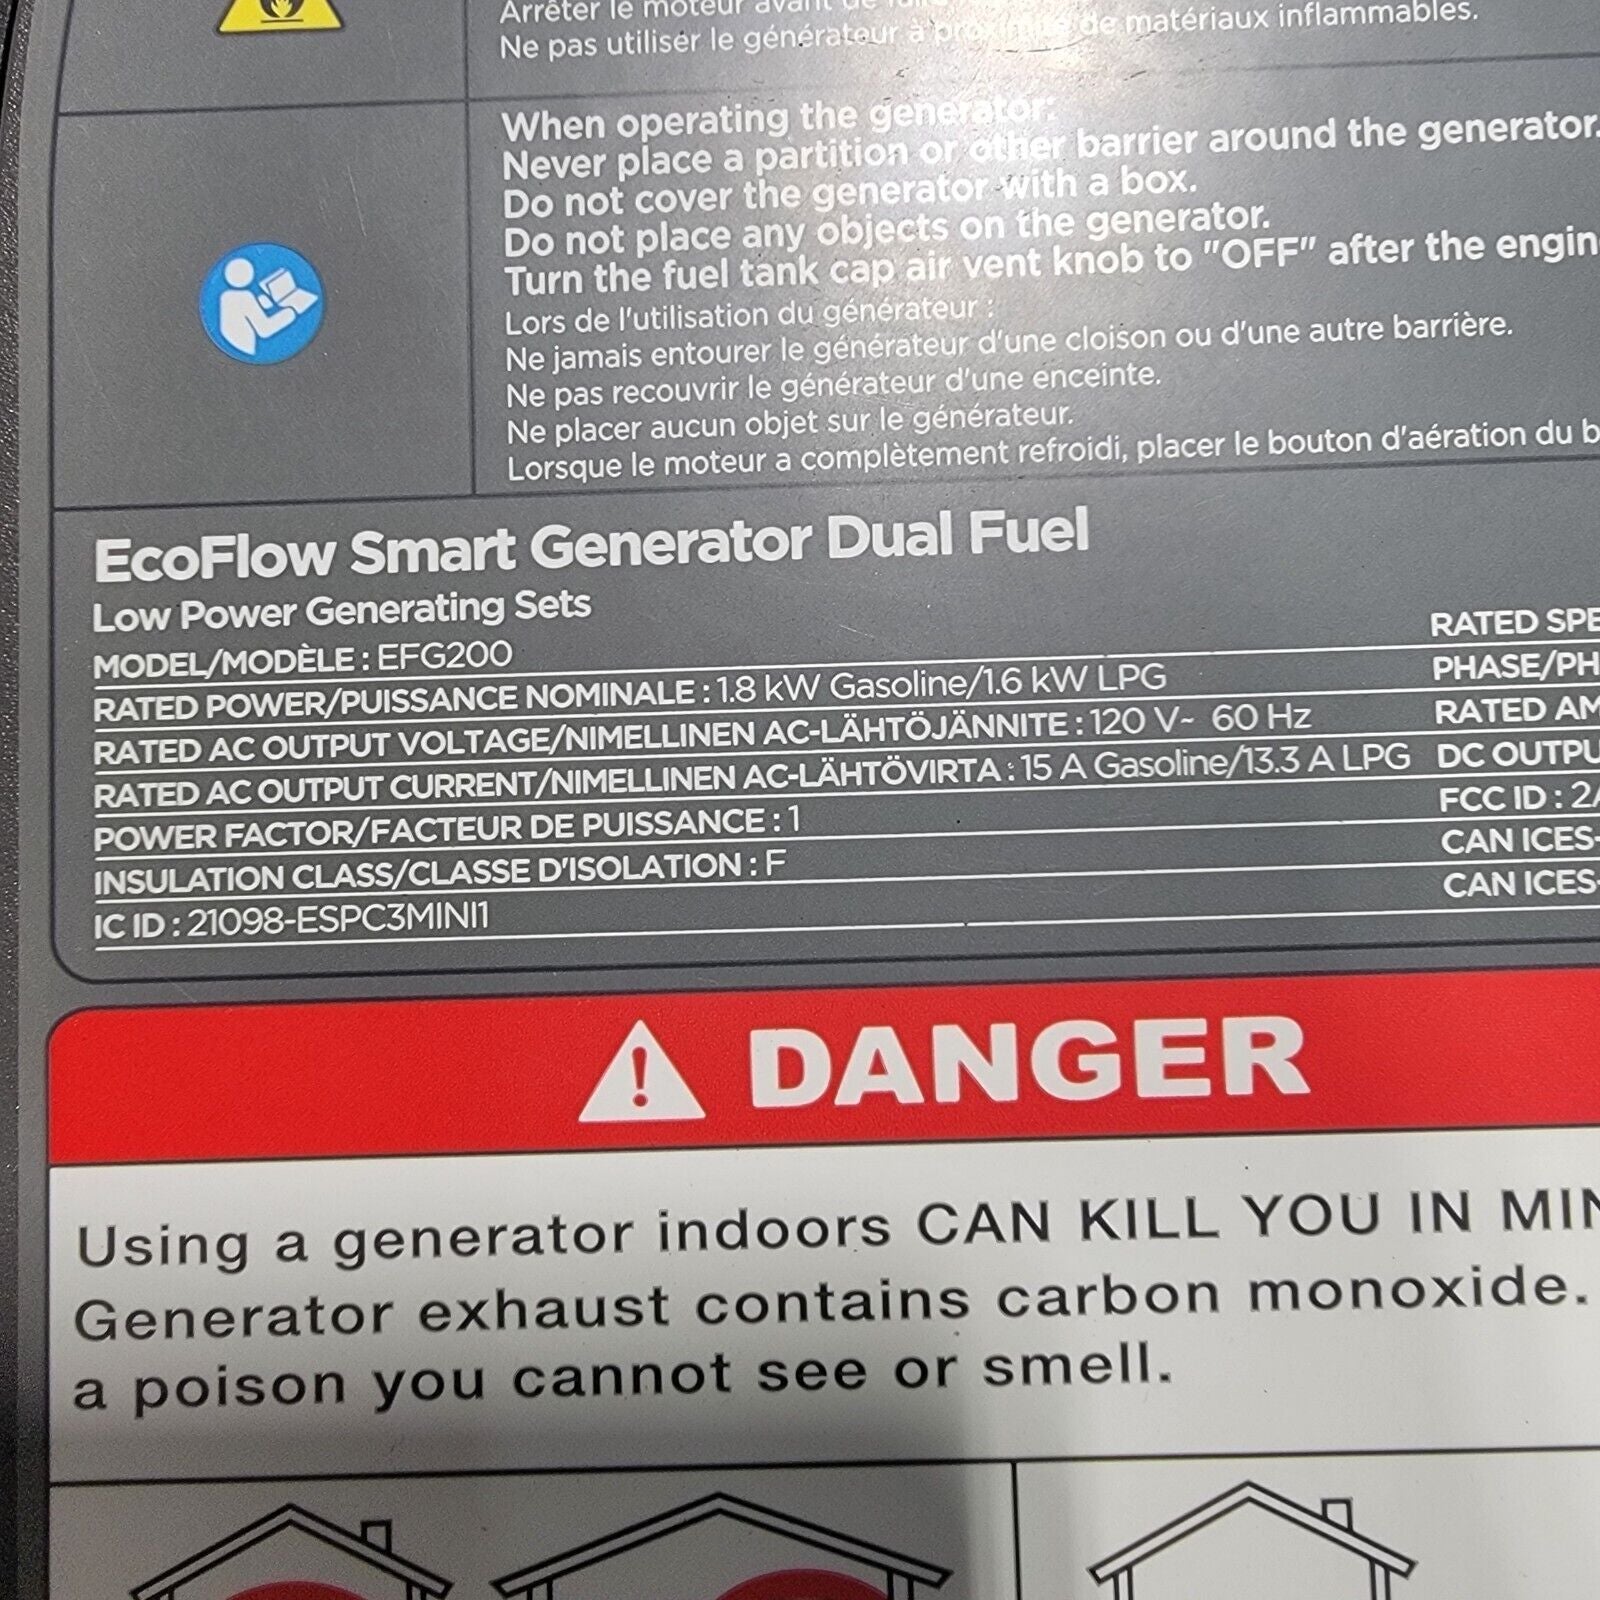 Arrêter le moteur avant de
Ne pas utiliser le générateur à proximité de matériaux inflammables.
When operating the generator:
Never place a partition or other barrier around the generator.
Do not cover the generator with a box.
Do not place any objects on the generator.
Turn the fuel tank cap air vent knob to "OFF" after the engin
Lors de l'utilisation du générateur :
Ne jamais entourer le générateur d'une cloison ou d'une autre barrière.
Ne pas recouvrir le générateur d'une enceinte.
Ne placer aucun objet sur le générateur.
Lorsque le moteur a complètement refroidi, placer le bouton d'aération du b
EcoFlow Smart Generator Dual Fuel
Low Power Generating Sets
MODEL/MODÈLE : EFG200
RATED SPE
RATED POWER/PUISSANCE NOMINALE : 1.8 kW Gasoline/1.6 kW LPG
PHASE/PH
RATED AC OUTPUT VOLTAGE/NIMELLINEN AC-LÄHTÖJÄNNITE : 120 V~ 60 Hz
RATED AM
RATED AC OUTPUT CURRENT/NIMELLINEN AC-LÄHTÖVIRTA : 15 A Gasoline/13.3 A LPG
DC OUTPU
POWER FACTOR/FACTEUR DE PUISSANCE : 1
FCC ID : 2
INSULATION CLASS/CLASSE D'ISOLATION : F
CAN ICES-
IC ID : 21098-ESPC3MINI1
CAN ICES-
DANGER
Using a generator indoors CAN KILL YOU IN MIN
Generator exhaust contains carbon monoxide.
a poison you cannot see or smell.